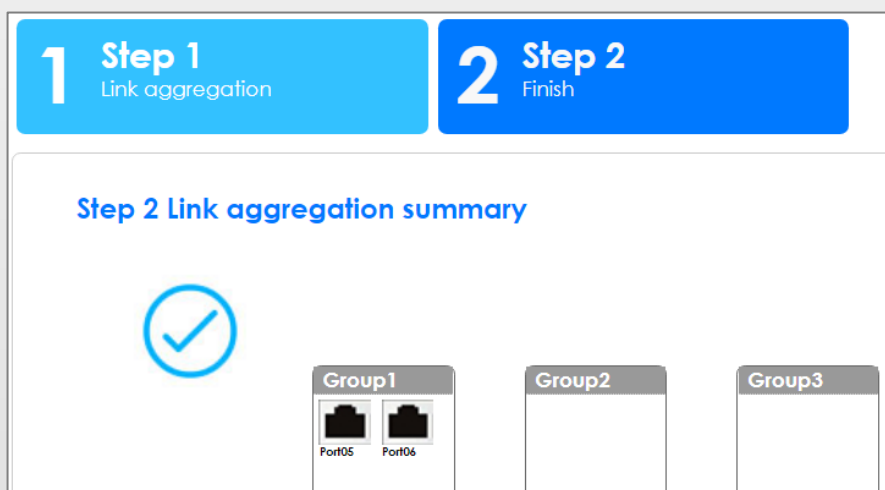 1
Step 1
Link aggregation
2
Step 2
Finish
Step 2 Link aggregation summary
Group1
Group2
Group3
Port05 Port06